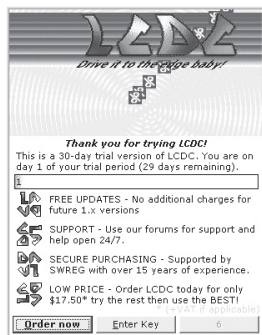 LCDC
Drive it to the edge baby!
Thank you for trying LCDC!
This is a 30-day trial version of LCDC. You are on
day 1 of your trial period (29 days remaining).
1
FREE UPDATES - No additional charges for
future 1.x versions
SUPPORT - Use our forums for support and
help open 24/7.
SECURE PURCHASING - Supported by
SWREG with over 15 years of experience.
LOW PRICE - Order LCDC today for only
$17.50* try the rest then use the BEST!
* (+VAT if applicable)
Order now
Enter Key
6